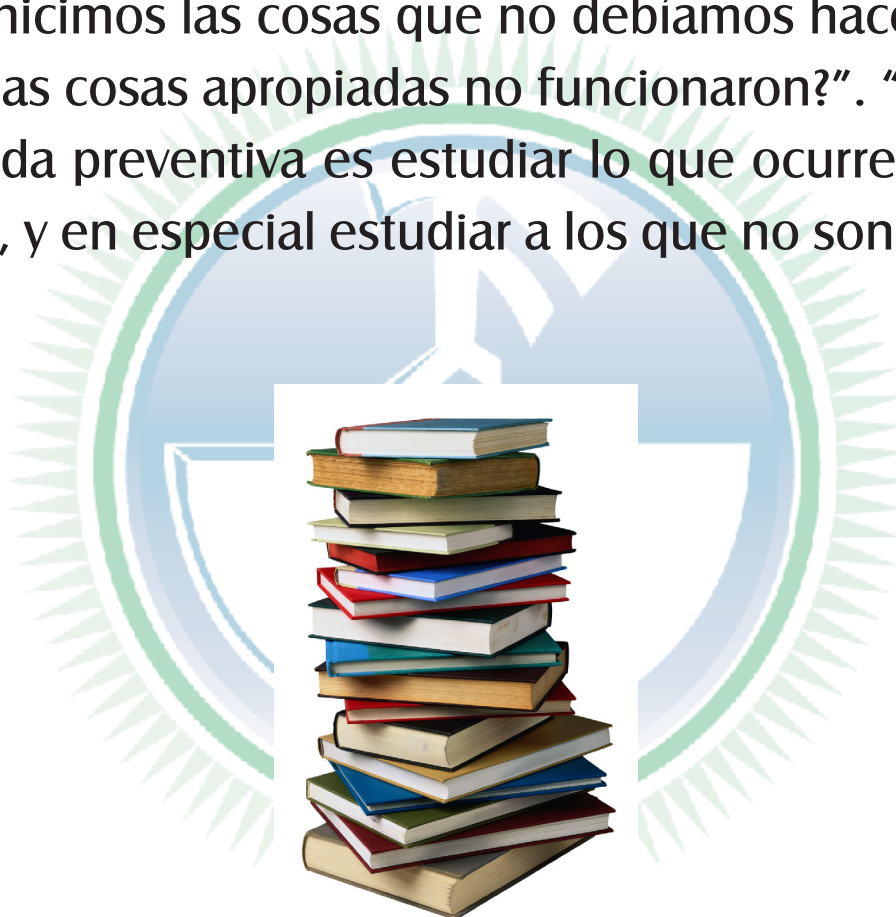 hicimos las cosas que no debíamos hac
as cosas apropiadas no funcionaron?”. “
da preventiva es estudiar lo que ocurre
, y en especial estudiar a los que no son